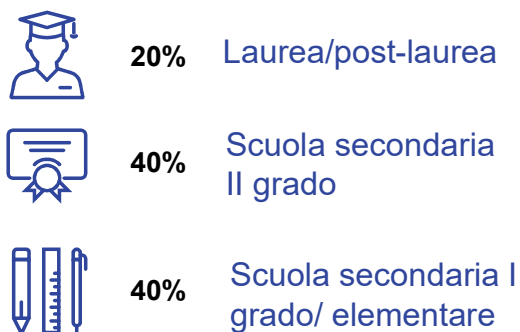 20% Laurea/post-laurea
40% Scuola secondaria
II grado
40% Scuola secondaria I
grado/ elementare